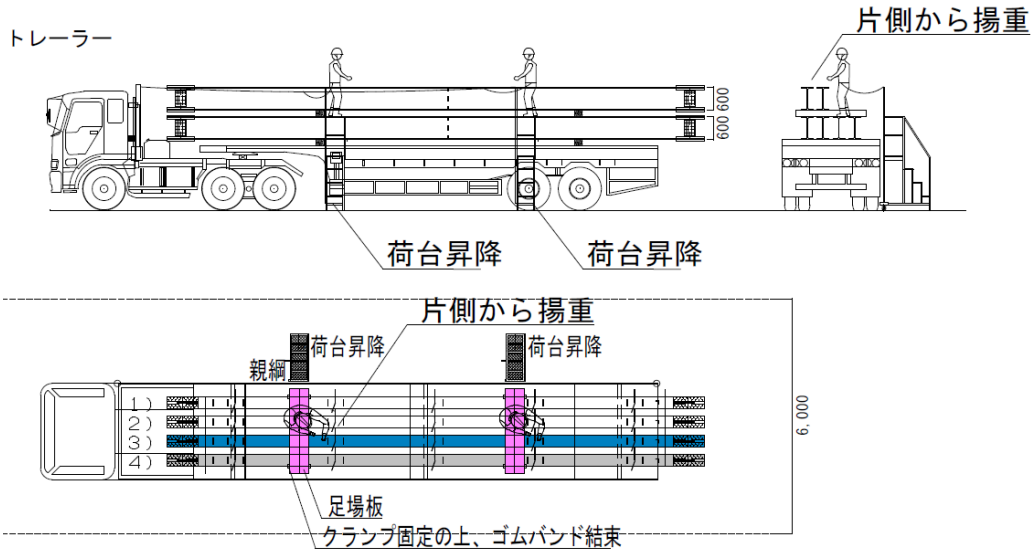 片側から揚重
トレーラー
600
600
荷台昇降
荷台昇降
片側から揚重
荷台昇降
荷台昇降
親綱
1)
2)
3)
4)
6,000
足場板
クランプ固定の上、ゴムバンド結束